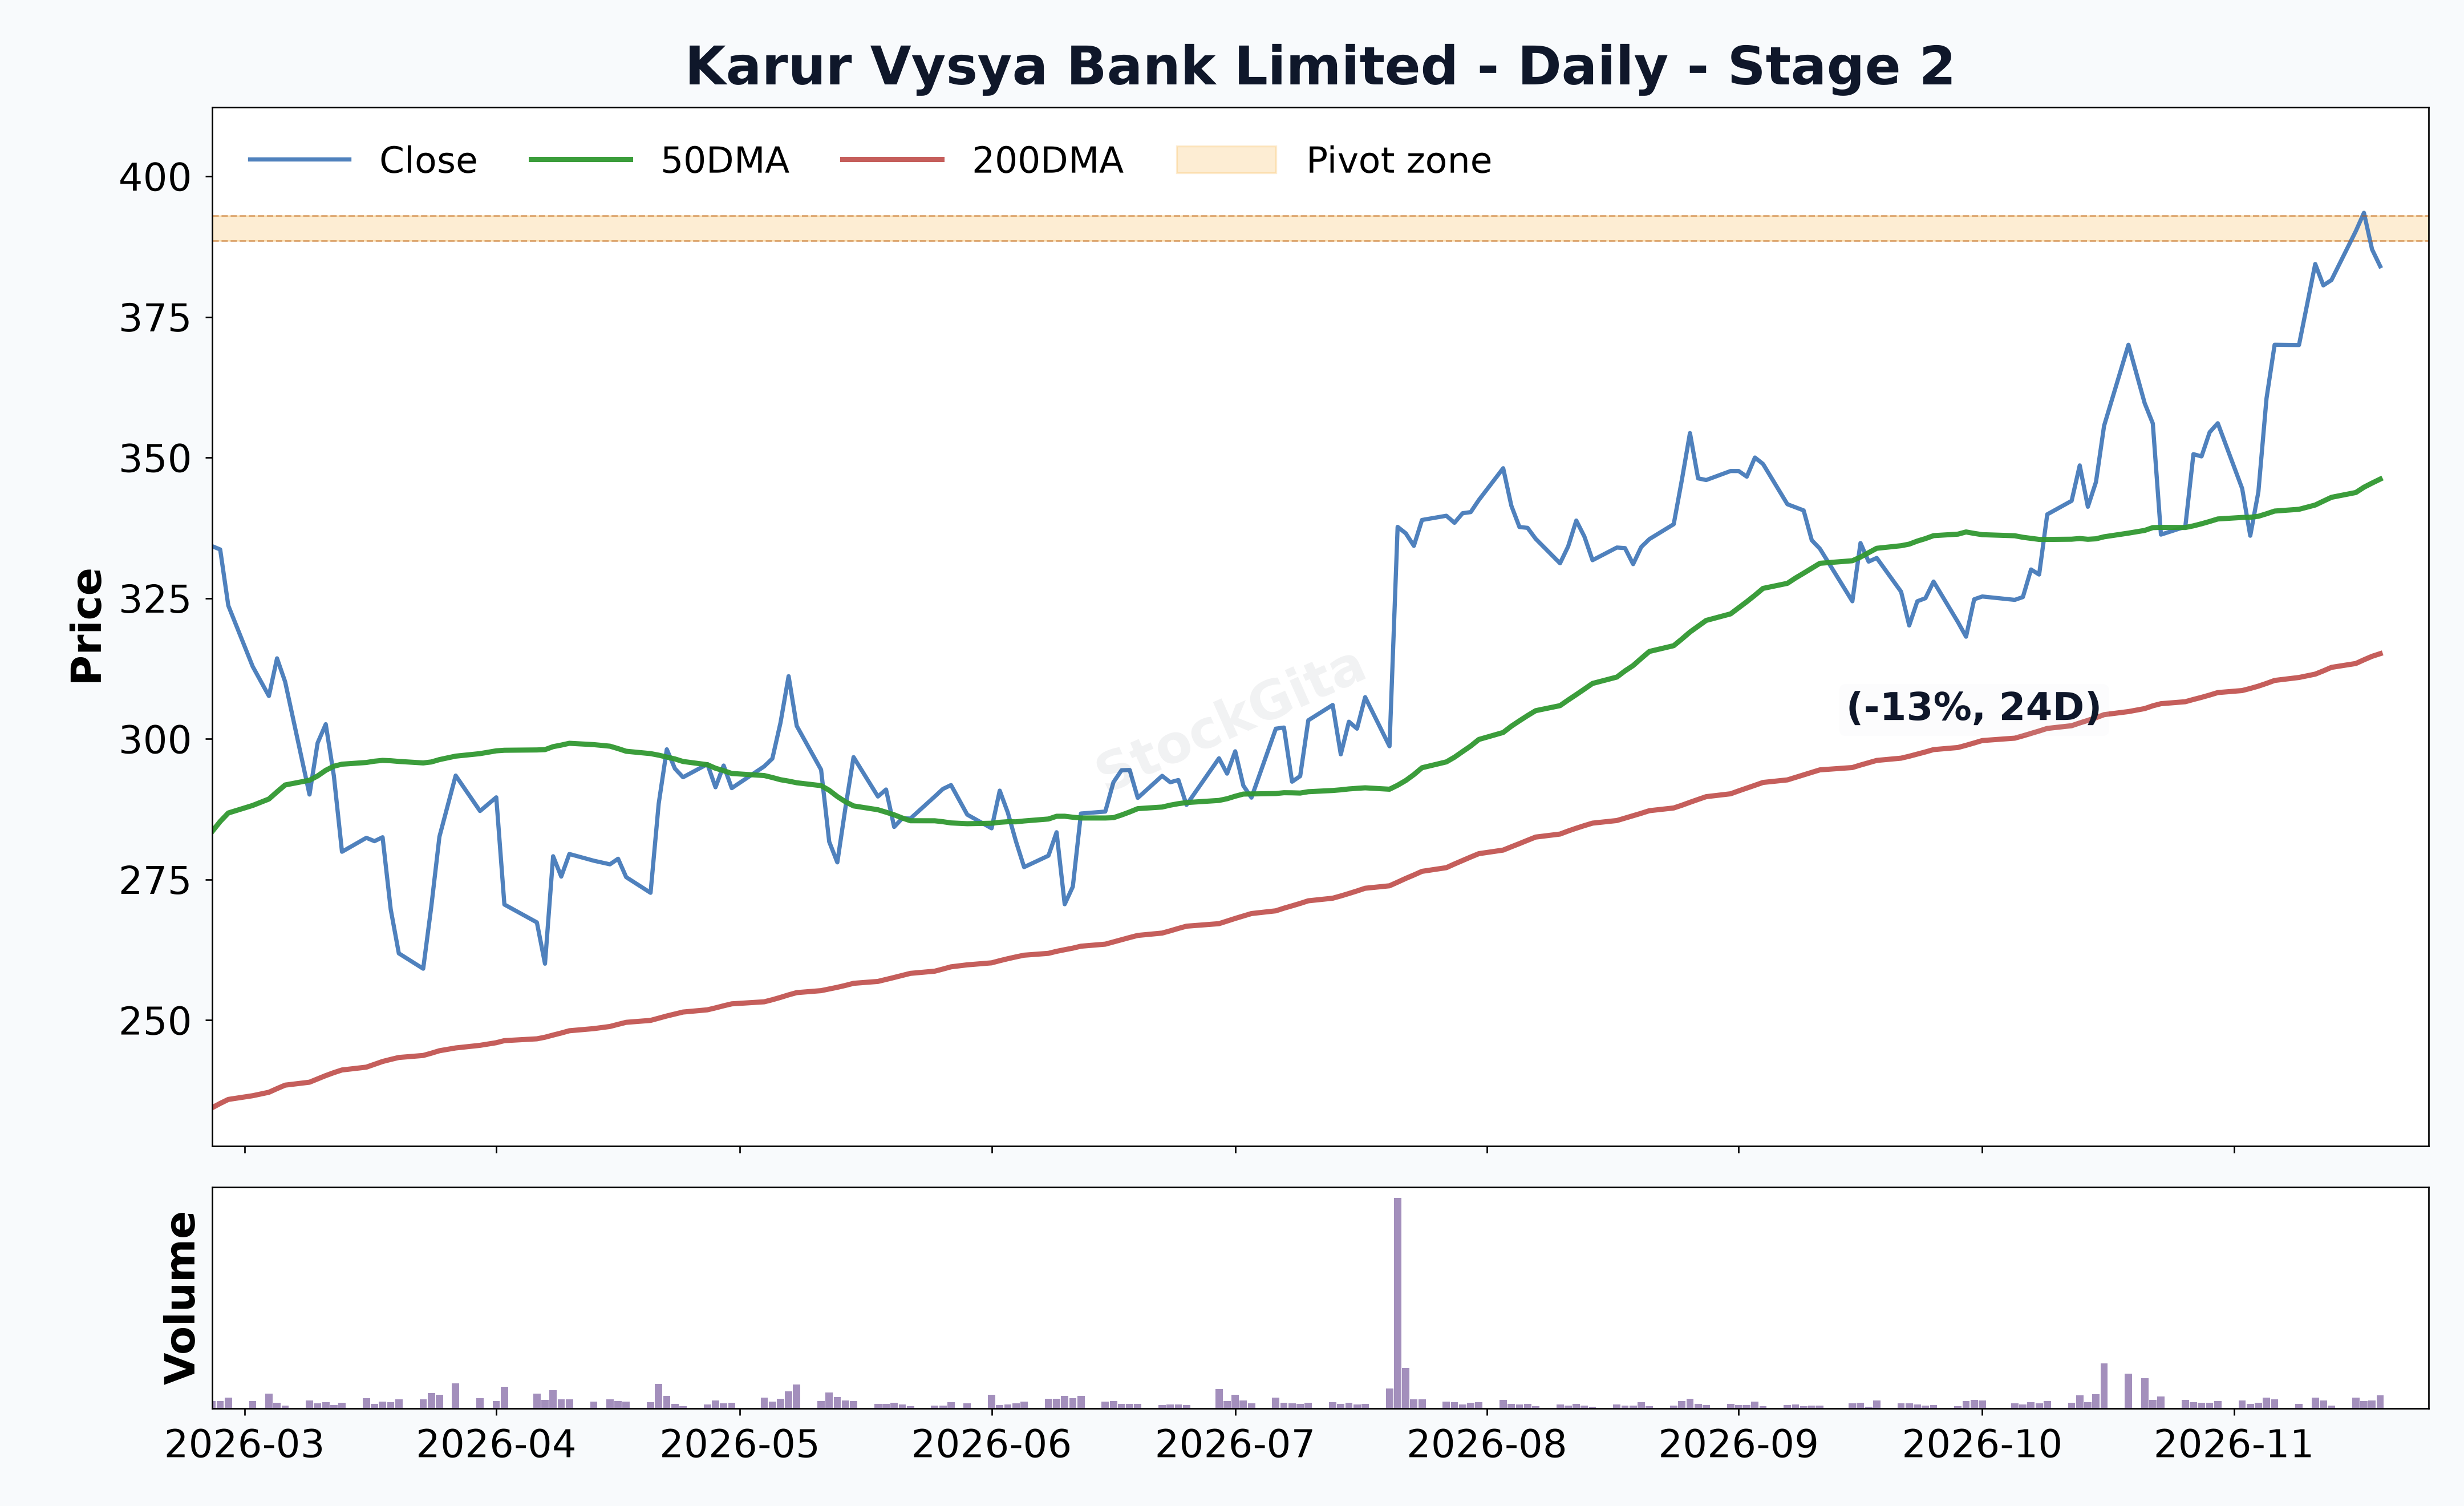 Karur Vysya Bank Limited - Daily - Stage 2
Close 50DMA 200DMA Pivot zone
400
375
350
325
300
275
250
Price
StockGita
(-13%, 24D)
Volume
2026-03 2026-04 2026-05 2026-06 2026-07 2026-08 2026-09 2026-10 2026-11